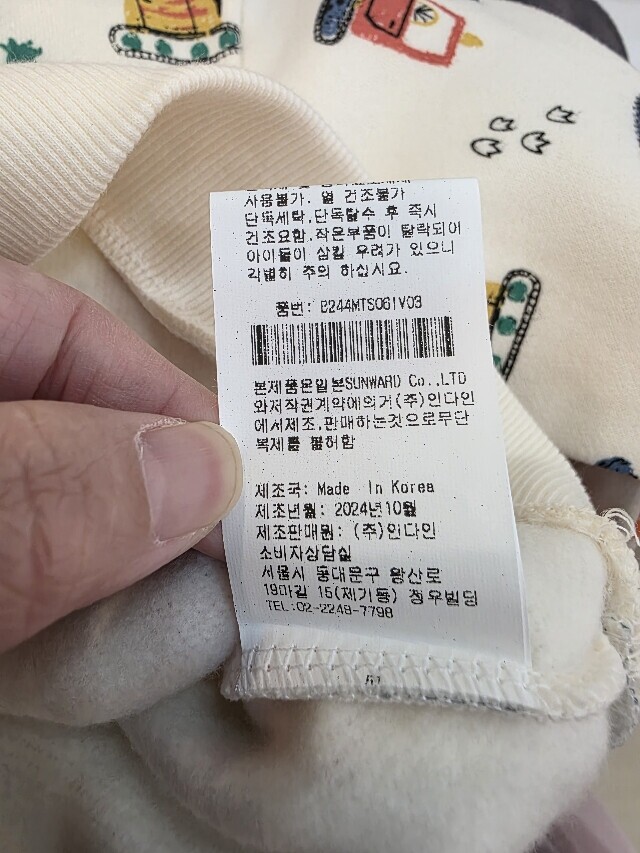 사용불가. 열 건조불가
단독세탁,단독탈수 후 즉시
건조요함.작은부품이 탈락되어
아이들이 삼킬 우려가 있으니
각별히 주의 하십시요.
품번: B244MTS061V03
본제품은일본SUNWARD Co.,LTD
와저작권계약에의거(주)인다인
에서제조,판매하는것으로무단
복제를 불허함
제조국: Made In Korea
제조년월: 2024년10월
제조판매원: (주)인다인
소비자상담실
서울시 동대문구 왕산로
19마길 15(제기동) 청우빌딩
TEL:02-2249-7798